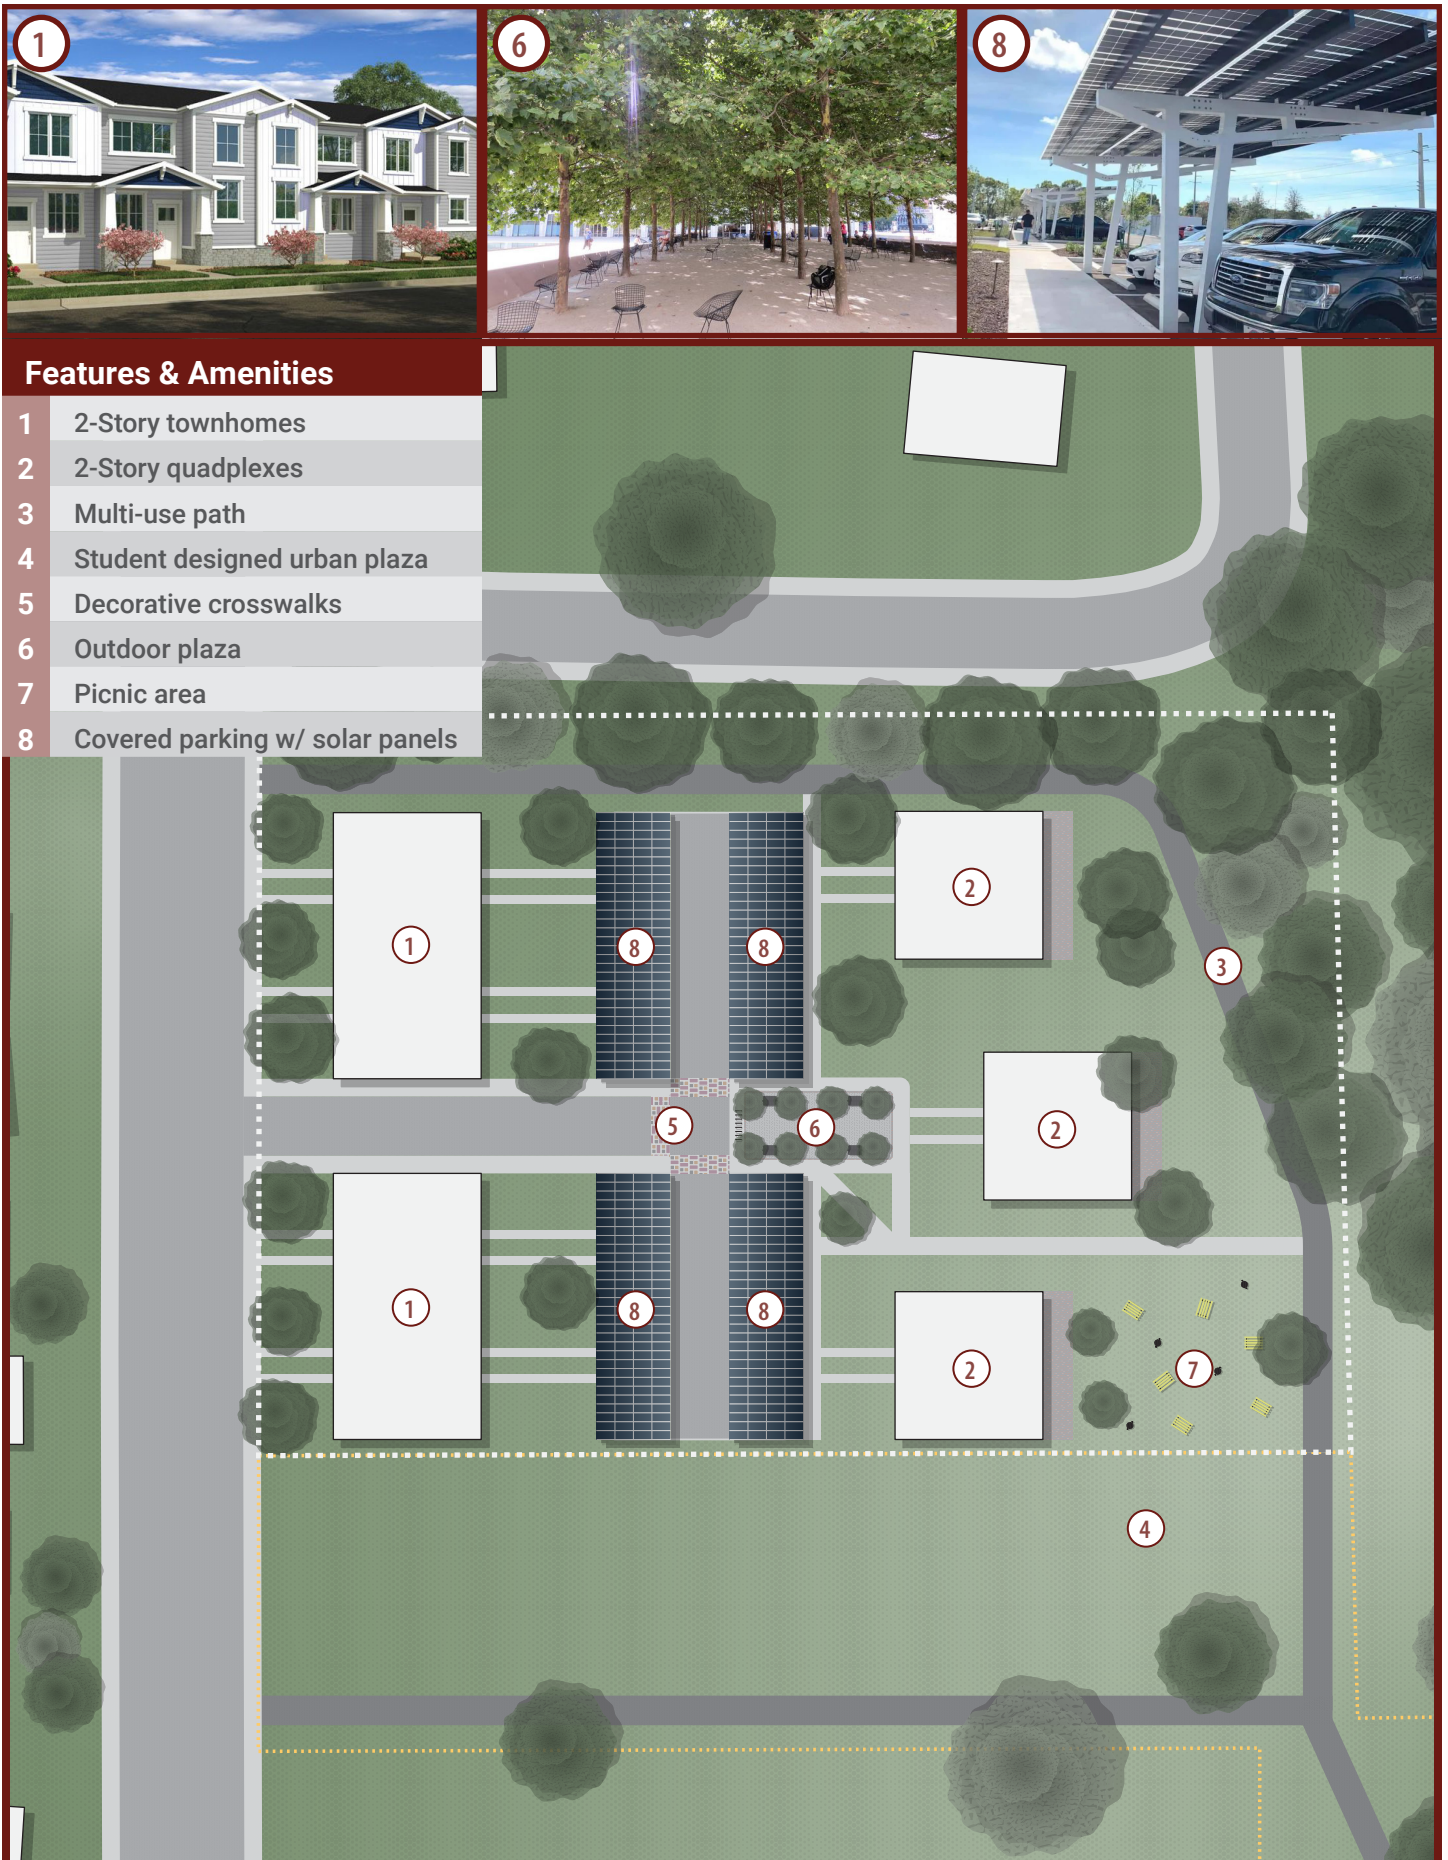 1
6
8
Features & Amenities
1 2-Story townhomes
2 2-Story quadplexes
3 Multi-use path
4 Student designed urban plaza
5 Decorative crosswalks
6 Outdoor plaza
7 Picnic area
8 Covered parking w/ solar panels
2
1
8
8
3
5
6
2
1
8
8
2
7
4